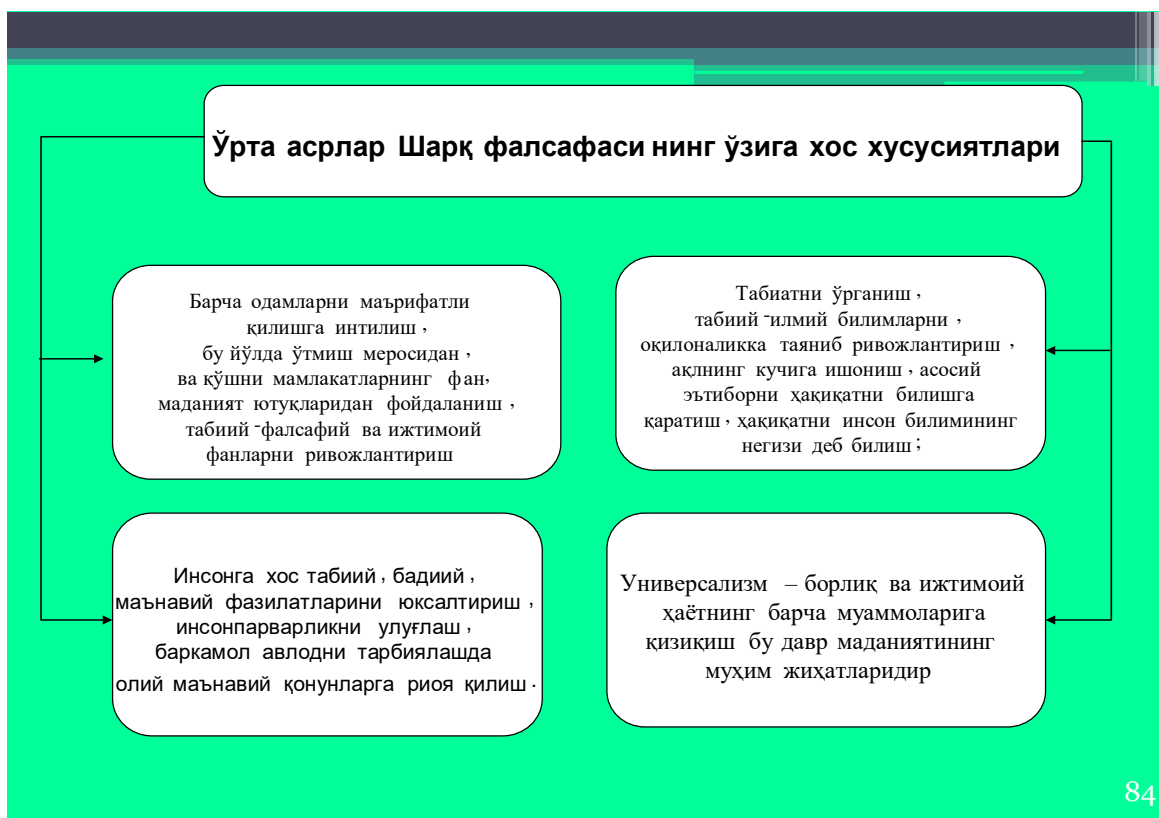 Ўрта асрлар Шарқ фалсафаси нинг ўзига хос хусусиятлари
Барча одамларни маърифатли
қилишга интилиш ,
бу йўлда ўтмиш меросидан ,
ва қўшни мамлакатларнинг фан,
маданият ютуқларидан фойдаланиш ,
табиий -фалсафий ва ижтимоий
фанларни ривожлантириш
Табиатни ўрганиш ,
табиий -илмий билимларни ,
оқилоналикка таяниб ривожлантириш ,
ақлнинг кучига ишониш , асосий
эътиборни ҳақиқатни билишга
қаратиш , ҳақиқатни инсон билимининг
негизи деб билиш ;
Инсонга хос табиий , бадиий ,
маънавий фазилатларини юксалтириш ,
инсонпарварликни улуғлаш ,
баркамол авлодни тарбиялашда
олий маънавий қонунларга риоя қилиш .
Универсализм – борлиқ ва ижтимоий
ҳаётнинг барча муаммоларига
қизиқиш бу давр маданиятининг
муҳим жиҳатларидир
84